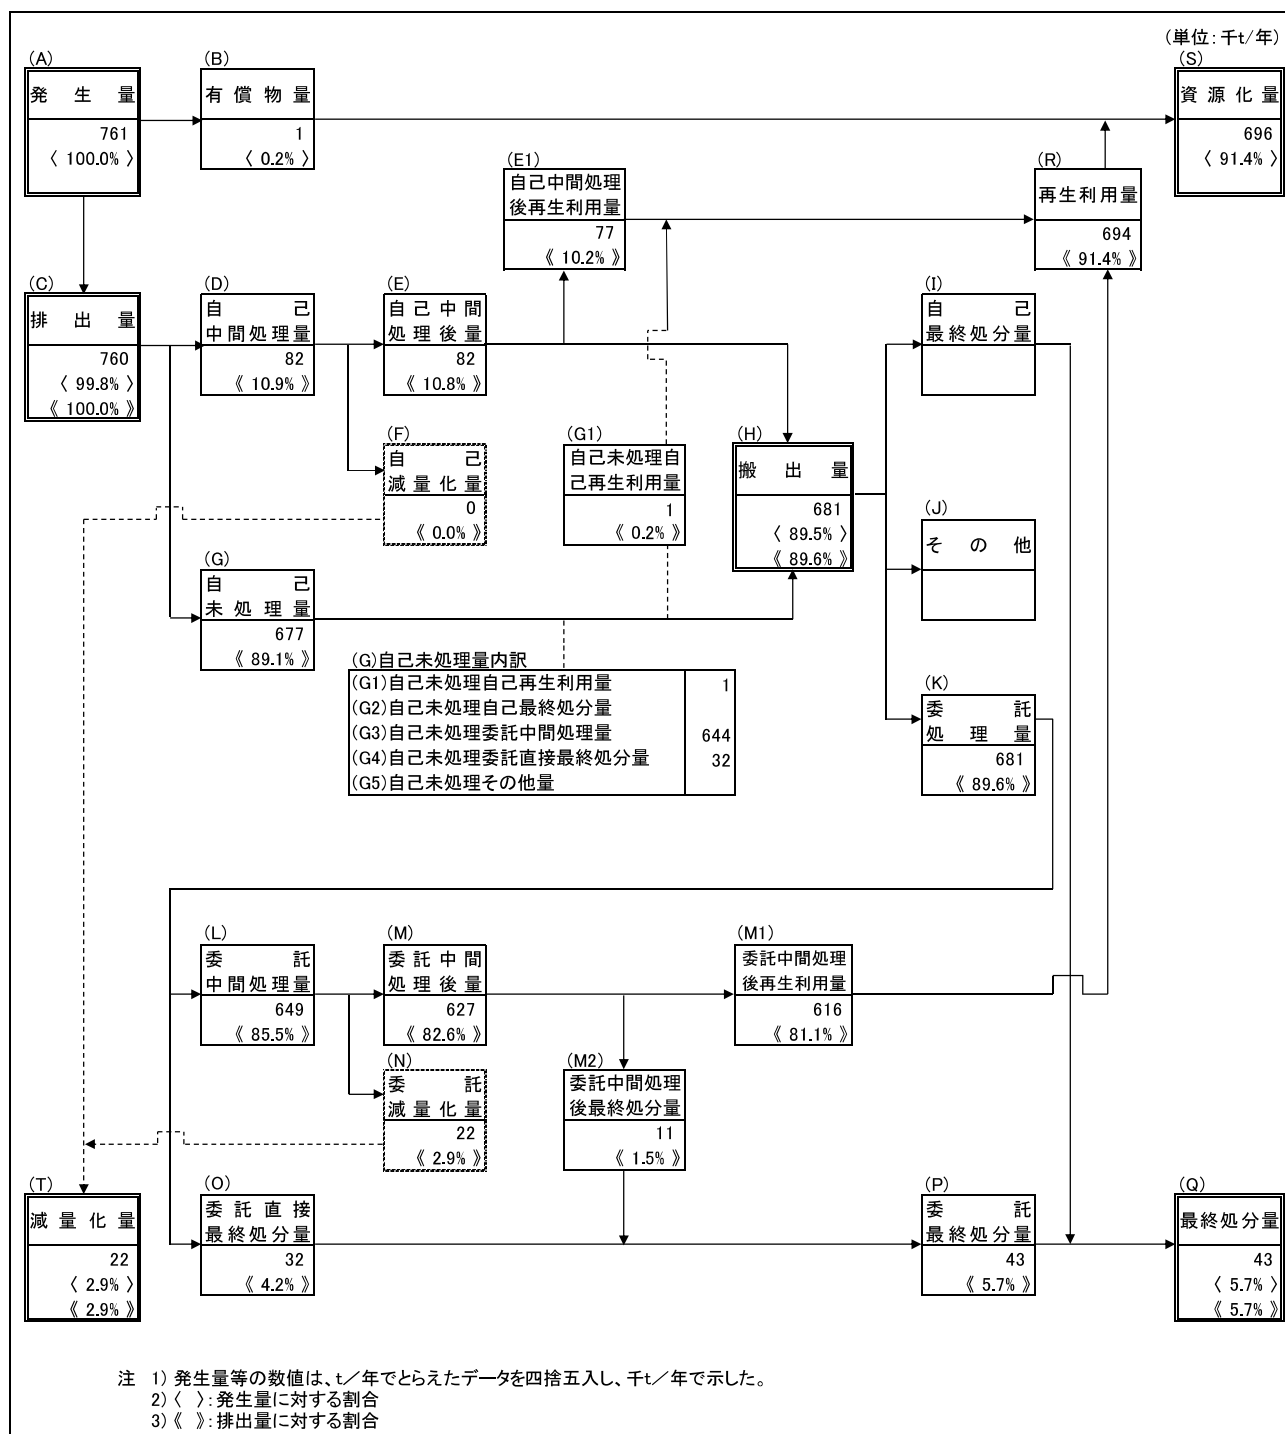 (単位:千t/年)
(A)
発生量
761
〈 100.0% 〉
(B)
有償物量
1
〈 0.2% 〉
(S)
資源化量
696
〈 91.4% 〉
(E1)
自己中間処理
後再生利用量
77
《 10.2% 》
(R)
再生利用量
694
《 91.4% 》
(C)
排出量
760
〈 99.8% 〉
《 100.0% 》
(D)
自己
中間処理量
82
《 10.9% 》
(E)
自己中間
処理後量
82
《 10.8% 》
(I)
自己
最終処分量
(F)
自己
減量化量
0
《 0.0% 》
(G1)
自己未処理自
己再生利用量
1
《 0.2% 》
(H)
搬出量
681
〈 89.5% 〉
《 89.6% 》
(J)
その他
(G)
自己
未処理量
677
《 89.1% 》
(G)自己未処理量内訳
(G1)自己未処理自己再生利用量 1
(G2)自己未処理自己最終処分量
(G3)自己未処理委託中間処理量 644
(G4)自己未処理委託直接最終処分量 32
(G5)自己未処理その他量
(K)
委託
処理量
681
《 89.6% 》
(L)
委託
中間処理量
649
《 85.5% 》
(M)
委託中間
処理後量
627
《 82.6% 》
(M1)
委託中間処理
後再生利用量
616
《 81.1% 》
(N)
委託
減量化量
22
《 2.9% 》
(M2)
委託中間処理
後最終処分量
11
《 1.5% 》
(T)
減量化量
22
〈 2.9% 〉
《 2.9% 》
(O)
委託直接
最終処分量
32
《 4.2% 》
(P)
委託
最終処分量
43
《 5.7% 》
(Q)
最終処分量
43
〈 5.7% 〉
《 5.7% 》
注 1) 発生量等の数値は、t/年でとらえたデータを四捨五入し、千t/年で示した。
2)〈 〉:発生量に対する割合
3)《 》:排出量に対する割合